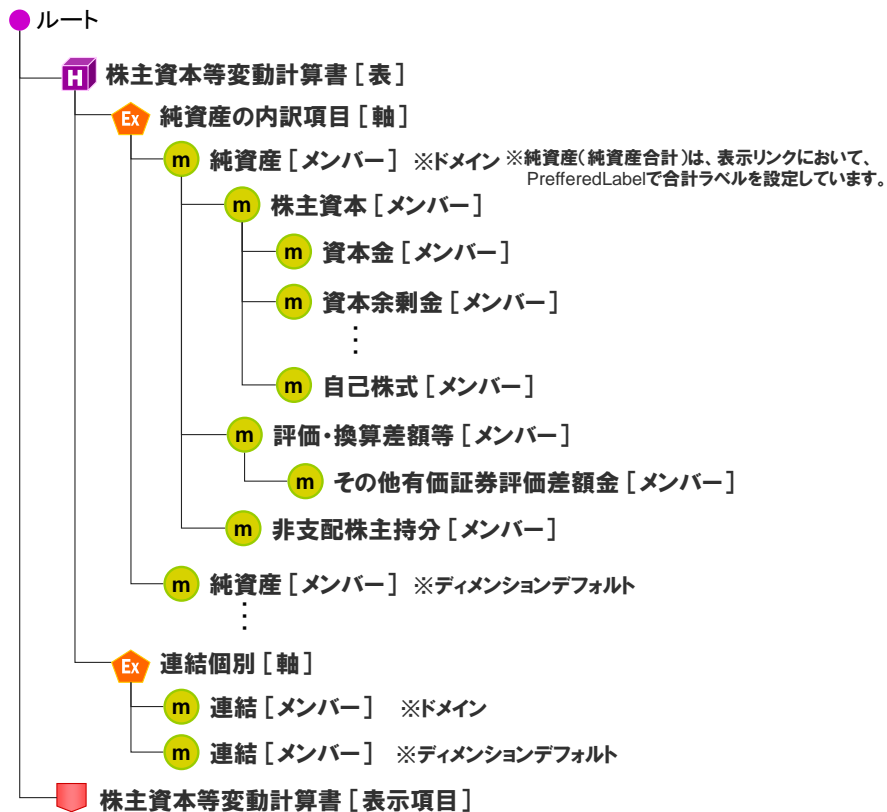 ルート
H 株主資本等変動計算書［表］
Ex 純資産の内訳項目［軸］
m 純資産［メンバー］ ※ドメイン ※純資産（純資産合計）は、表示リンクにおいて、
PrefferedLabelで合計ラベルを設定しています。
m 株主資本［メンバー］
m 資本金［メンバー］
m 資本余剰金［メンバー］
⋮
m 自己株式［メンバー］
m 評価・換算差額等［メンバー］
m その他有価証券評価差額金［メンバー］
m 非支配株主持分［メンバー］
m 純資産［メンバー］ ※ディメンションデフォルト
⋮
Ex 連結個別［軸］
m 連結［メンバー］ ※ドメイン
m 連結［メンバー］ ※ディメンションデフォルト
株主資本等変動計算書［表示項目］